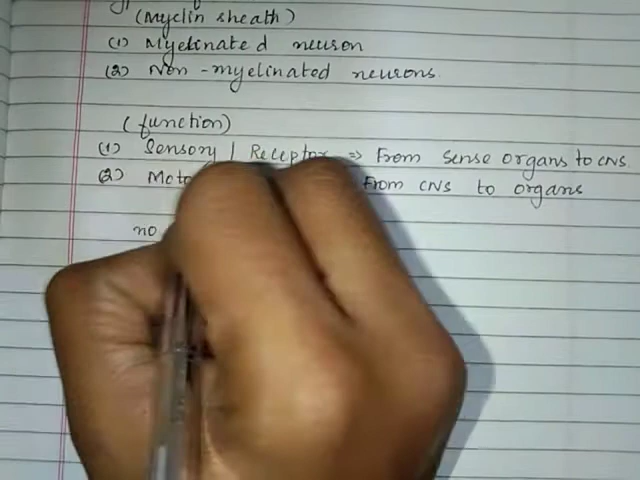 (Myelin sheath)
(1) Myelinated neuron
(2) Non-myelinated neurons.
(function)
(1) Sensory | Receptor ⇒ From sense organs to CNS
(2) From CNS to organs
no